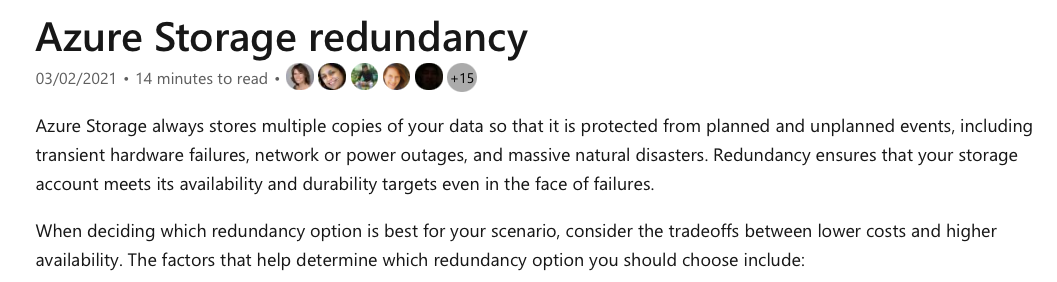 Azure Storage redundancy
03/02/2021 • 14 minutes to read • +15
Azure Storage always stores multiple copies of your data so that it is protected from planned and unplanned events, including
transient hardware failures, network or power outages, and massive natural disasters. Redundancy ensures that your storage
account meets its availability and durability targets even in the face of failures.
When deciding which redundancy option is best for your scenario, consider the tradeoffs between lower costs and higher
availability. The factors that help determine which redundancy option you should choose include: